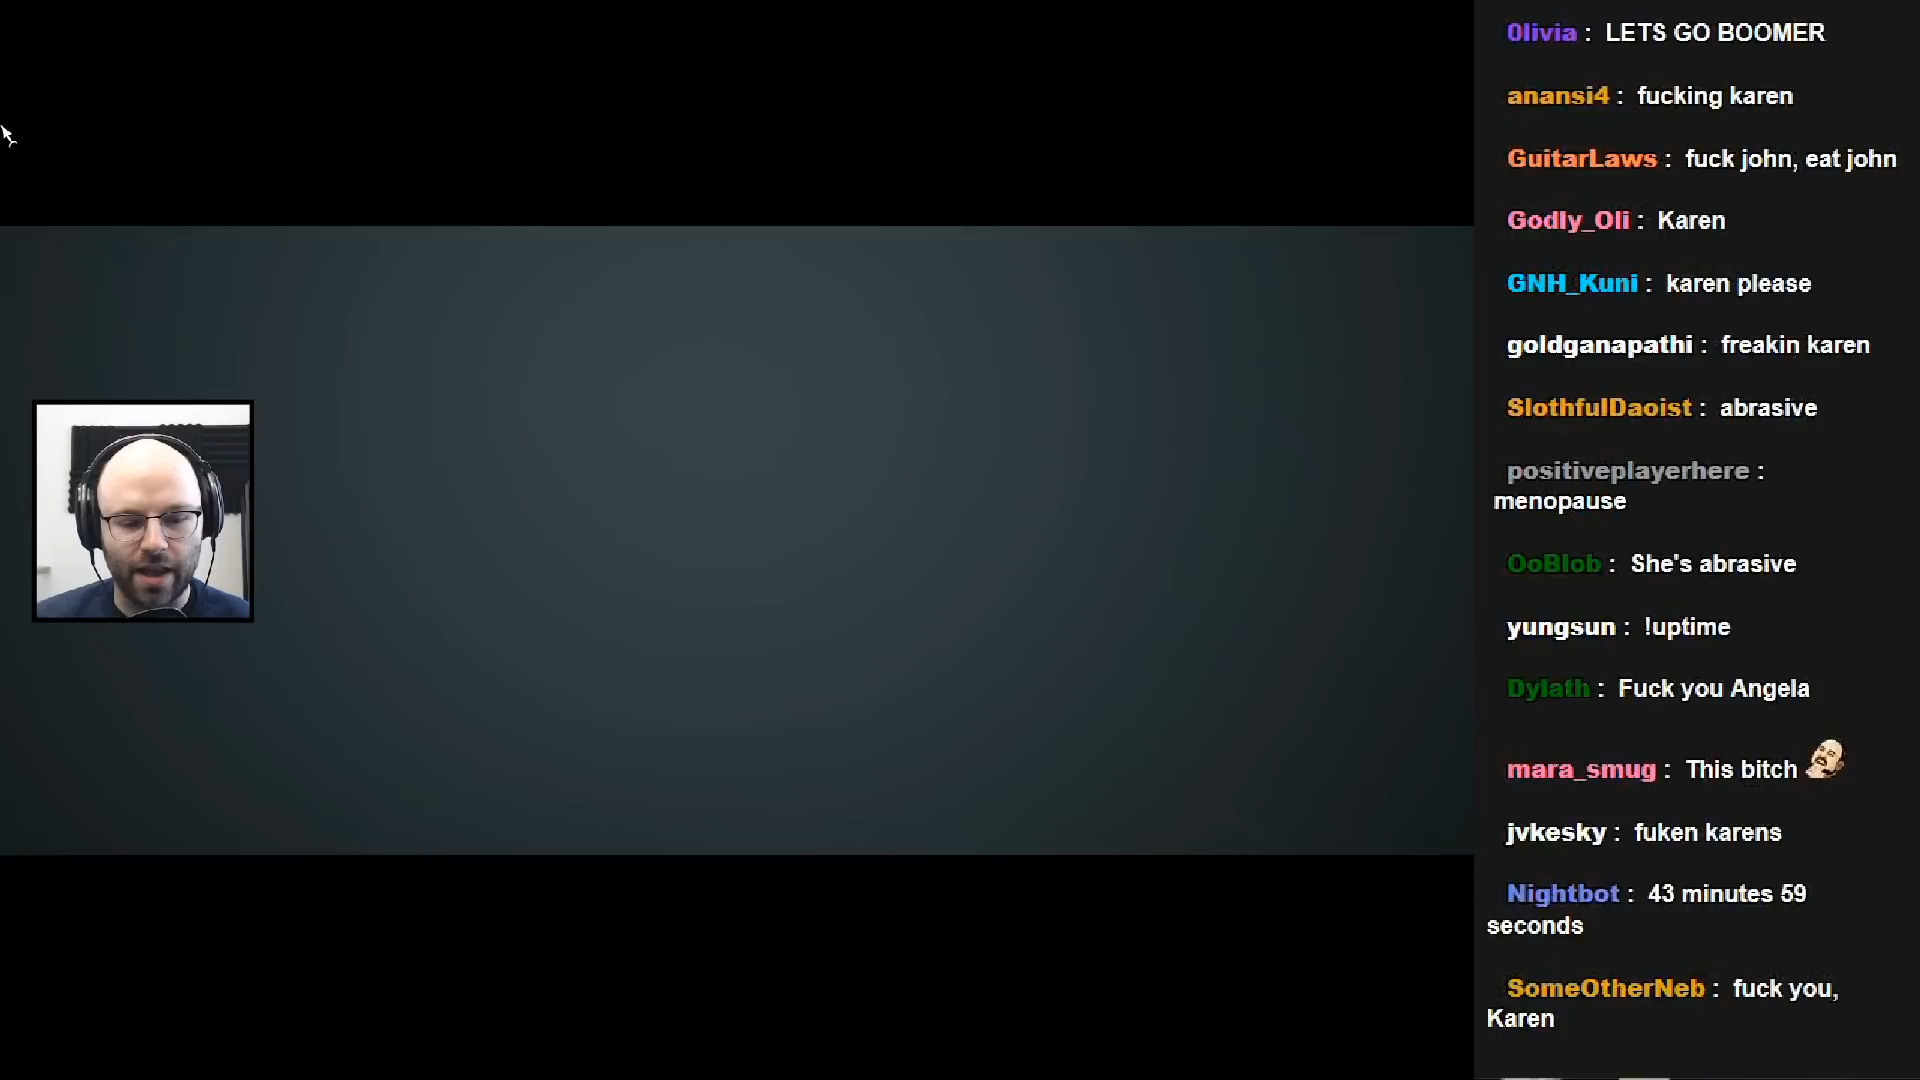 0livia : LETS GO BOOMER
anansi4 : fucking karen
GuitarLaws : fuck john, eat john
Godly_Oli : Karen
GNH_Kuni : karen please
goldganapathi : freakin karen
SlothfulDaoist : abrasive
positiveplayerhere :
menopause
OoBlob : She's abrasive
yungsun : !uptime
Dylath : Fuck you Angela
mara_smug : This bitch
jvkesky : fuken karens
Nightbot : 43 minutes 59
seconds
SomeOtherNeb : fuck you,
Karen